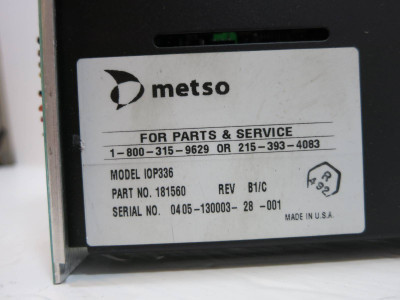 metso
FOR PARTS & SERVICE
1-800-315-9629 OR 215-393-4083
MODEL IOP336
PART NO. 181560 REV B1/C
SERIAL NO. 0405-130003-28-001
R
492
MADE IN U.S.A.